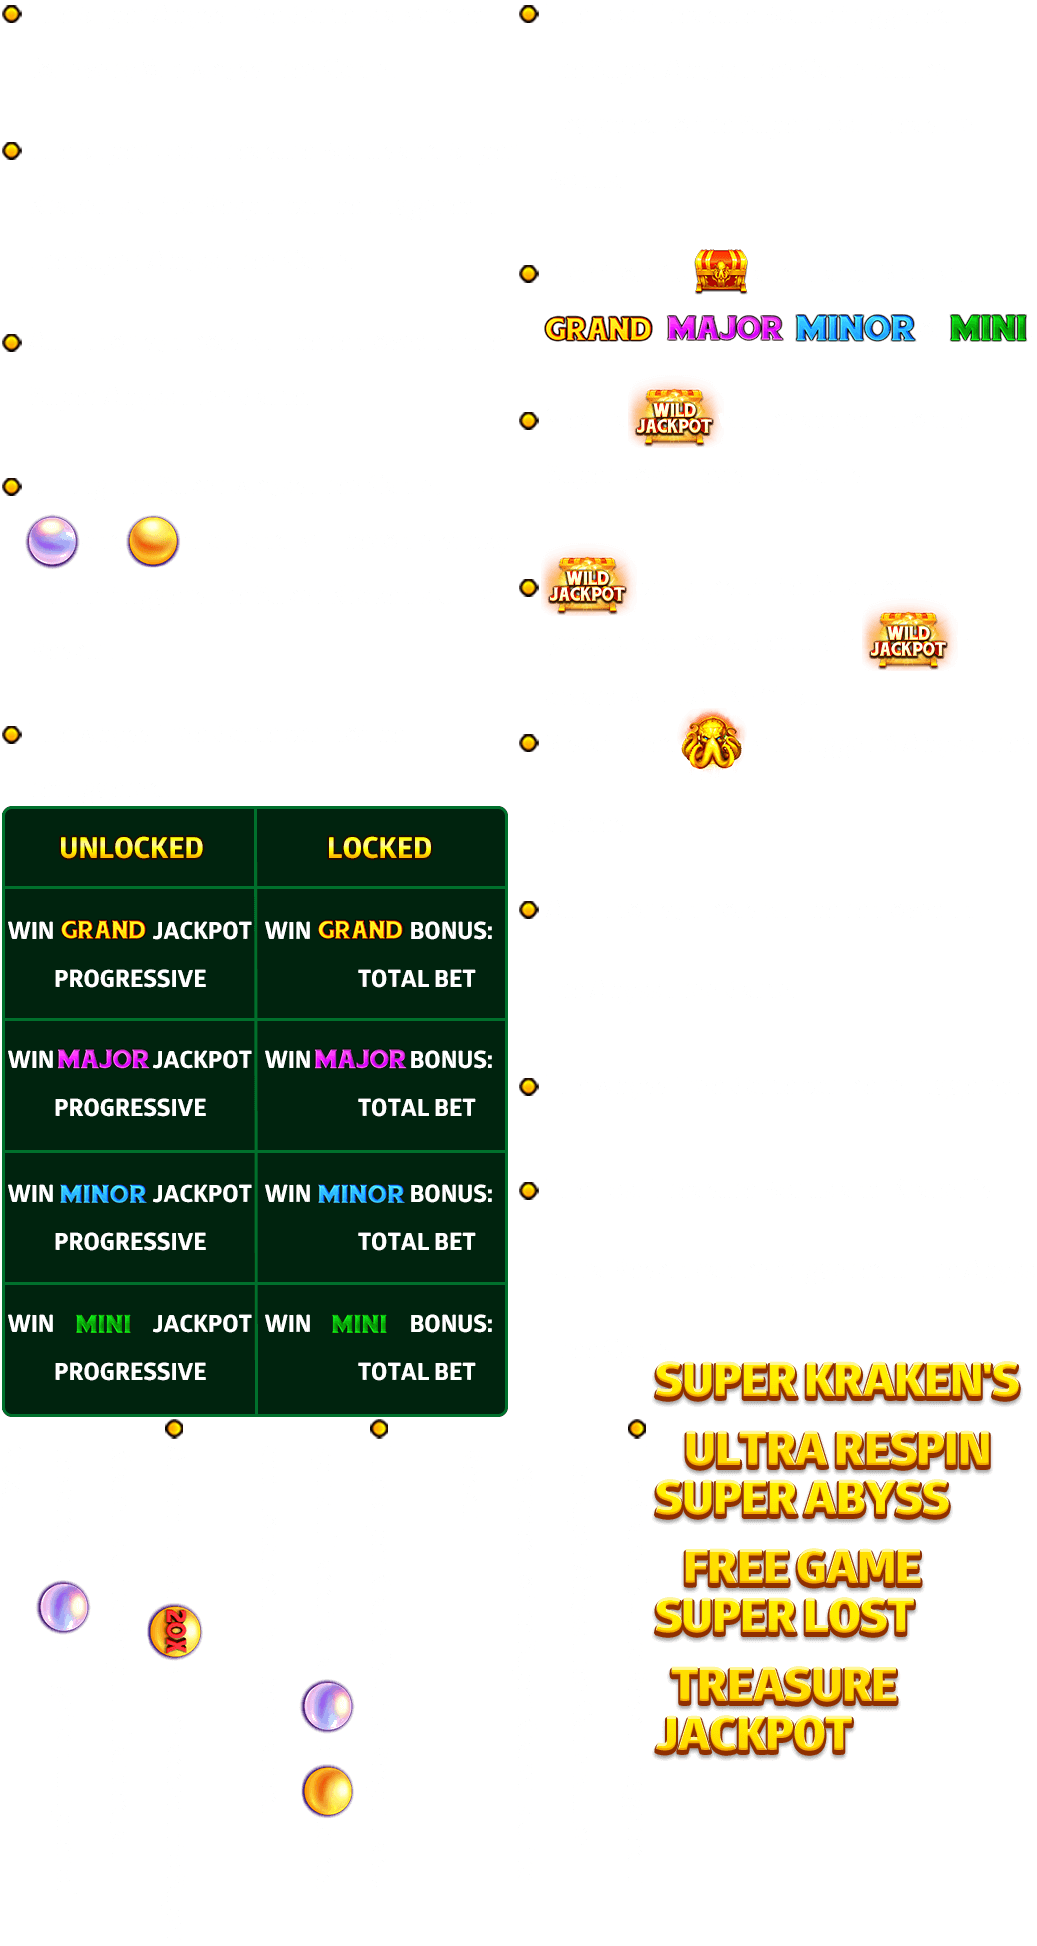 GRAND MAJOR MINOR MINI
WILD
JACKPOT
WILD
JACKPOT
WILD
JACKPOT
UNLOCKED LOCKED
WIN GRAND JACKPOT
PROGRESSIVE
WIN GRAND BONUS:
TOTAL BET
WIN MAJOR JACKPOT
PROGRESSIVE
WIN MAJOR BONUS:
TOTAL BET
WIN MINOR JACKPOT
PROGRESSIVE
WIN MINOR BONUS:
TOTAL BET
WIN MINI JACKPOT
PROGRESSIVE
WIN MINI BONUS:
TOTAL BET
SUPER KRAKEN'S
ULTRA RESPIN
SUPER ABYSS
FREE GAME
SUPER LOST
TREASURE
JACKPOT
20X